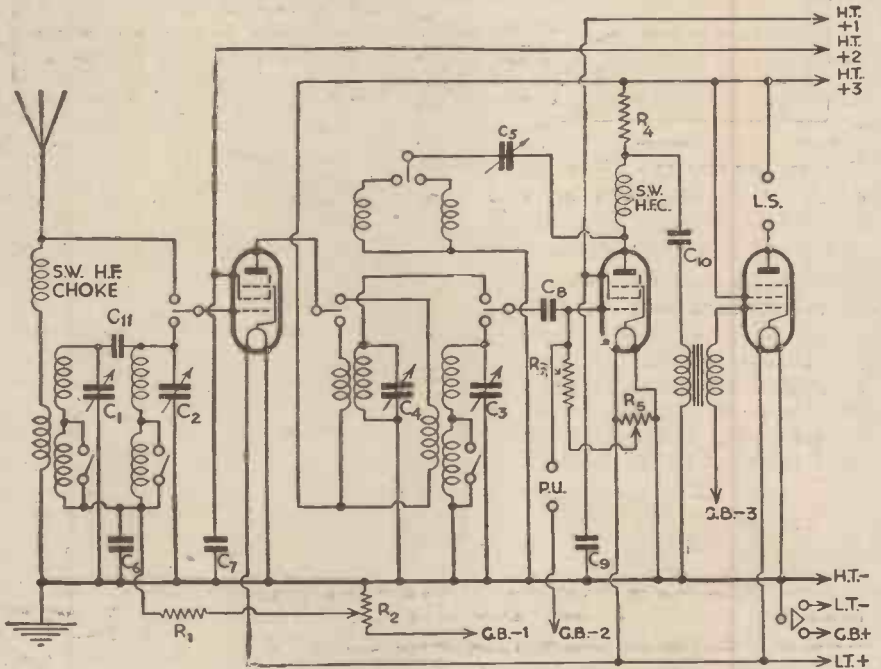 H.T.
+1
H.T.
+2
H.T.
+3
R4
C5
S.W.
H.F.C.
L.S.
S.W. H.F.
CHOKE
C10
C11
C8
C1
C2
C4
C3
R5
P.U.
G.B.-3
C6
C7
C9
H.T.-
R1
R2
G.B.-1
G.B.-2
L.T.-
G.B.+
L.T.+